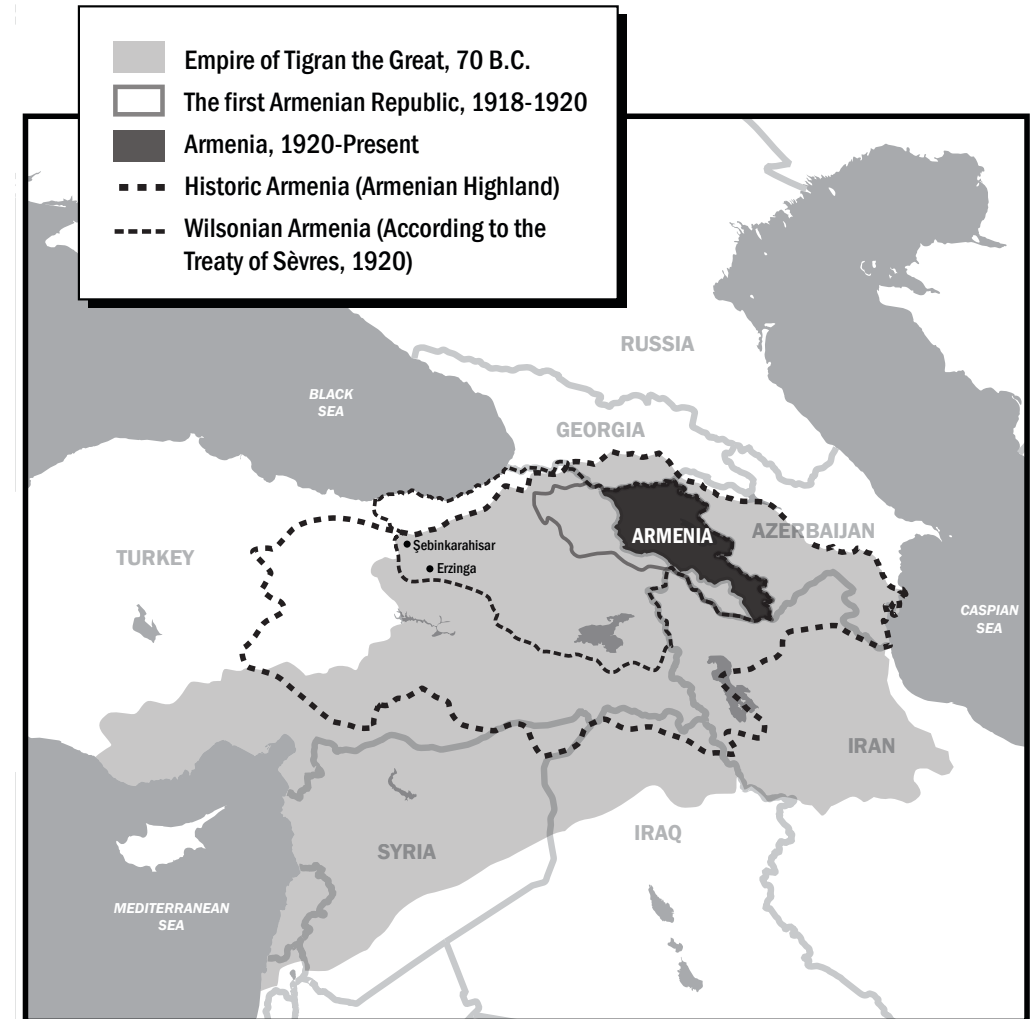 Empire of Tigran the Great, 70 B.C.
The first Armenian Republic, 1918-1920
Armenia, 1920-Present
Historic Armenia (Armenian Highland)
Wilsonian Armenia (According to the
Treaty of Sèvres, 1920)
RUSSIA
BLACK
SEA
GEORGIA
ARMENIA
AZERBAIJAN
TURKEY
Şebinkarahisar
Erzinga
CASPIAN
SEA
IRAN
IRAQ
SYRIA
MEDITERRANEAN
SEA